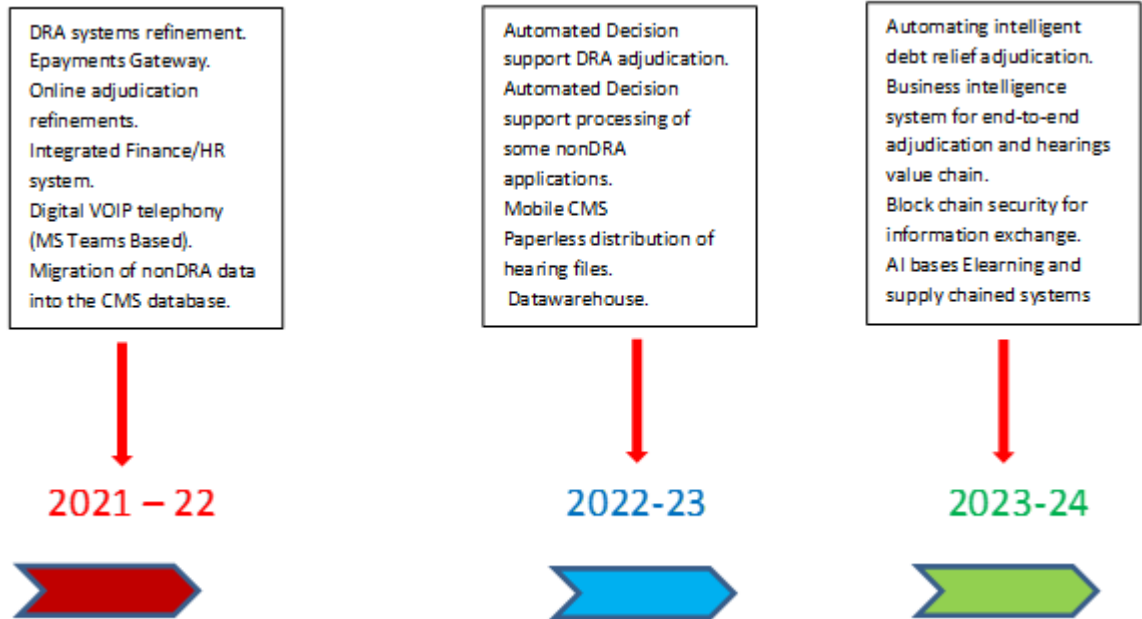 DRA systems refinement.
Epayments Gateway.
Online adjudication
refinements.
Integrated Finance/HR
system.
Digital VOIP telephony
(MS Teams Based).
Migration of nonDRA data
into the CMS database.
Automated Decision
support DRA adjudication.
Automated Decision
support processing of
some nonDRA
applications.
Mobile CMS
Paperless distribution of
hearing files.
Datawarehouse.
Automating intelligent
debt relief adjudication.
Business intelligence
system for end-to-end
adjudication and hearings
value chain.
Block chain security for
information exchange.
AI bases Elearning and
supply chained systems
2021 – 22
2022-23
2023-24